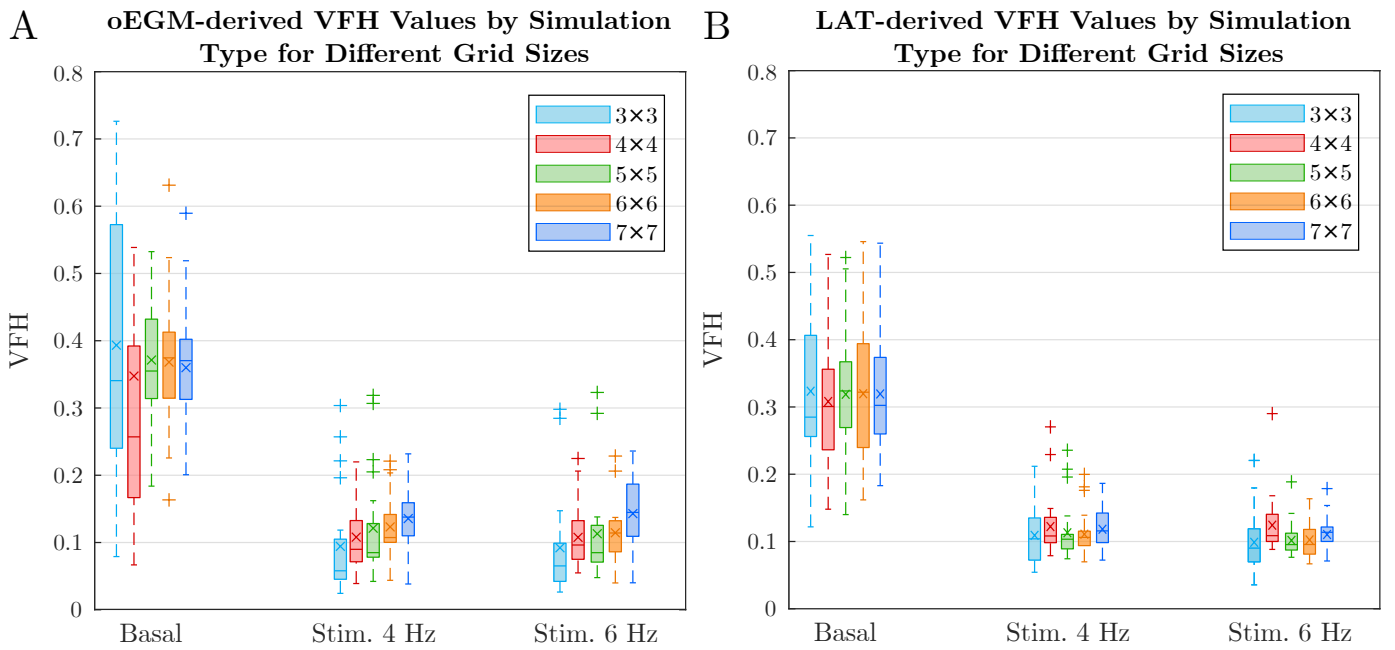 A
oEGM-derived VFH Values by Simulation
Type for Different Grid Sizes
0.8
0.7
0.6
0.5
0.4
0.3
0.2
0.1
0
VFH
3×3
4×4
5×5
6×6
7×7
Basal
Stim. 4 Hz
Stim. 6 Hz
B
LAT-derived VFH Values by Simulation
Type for Different Grid Sizes
0.8
0.7
0.6
0.5
0.4
0.3
0.2
0.1
0
VFH
3×3
4×4
5×5
6×6
7×7
Basal
Stim. 4 Hz
Stim. 6 Hz